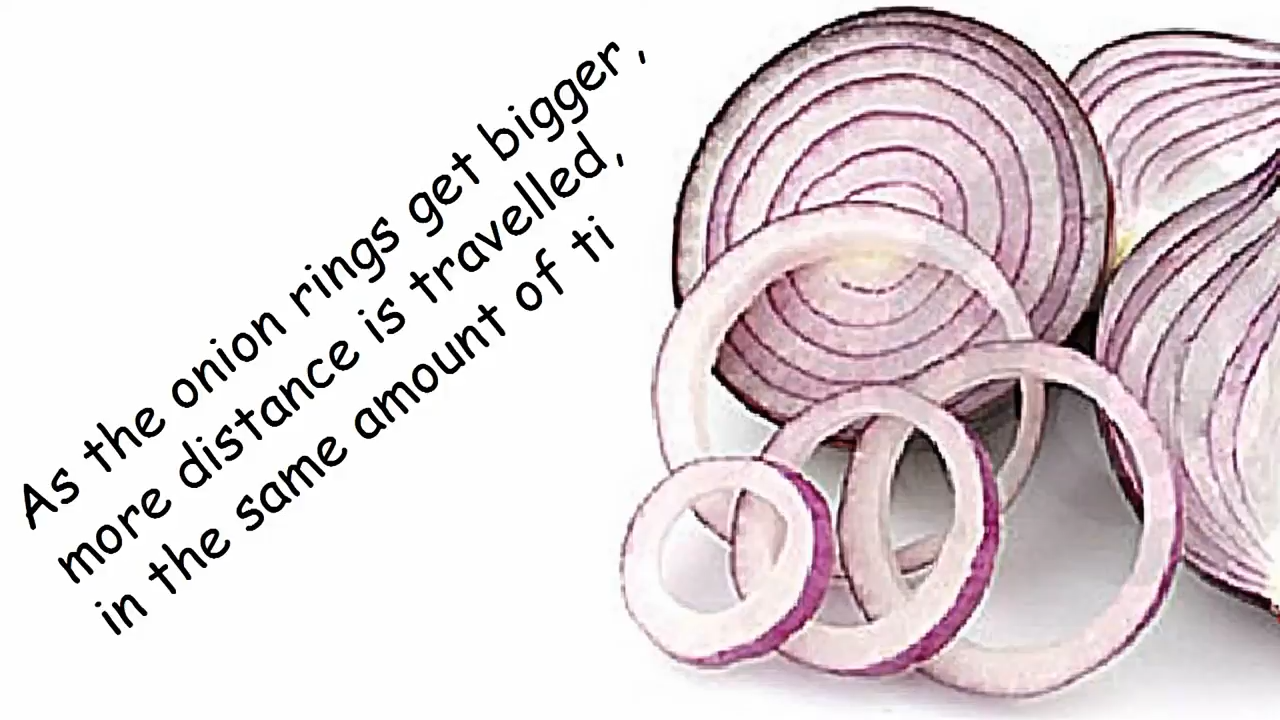 As the onion rings get bigger,
more distance is travelled,
in the same amount of ti